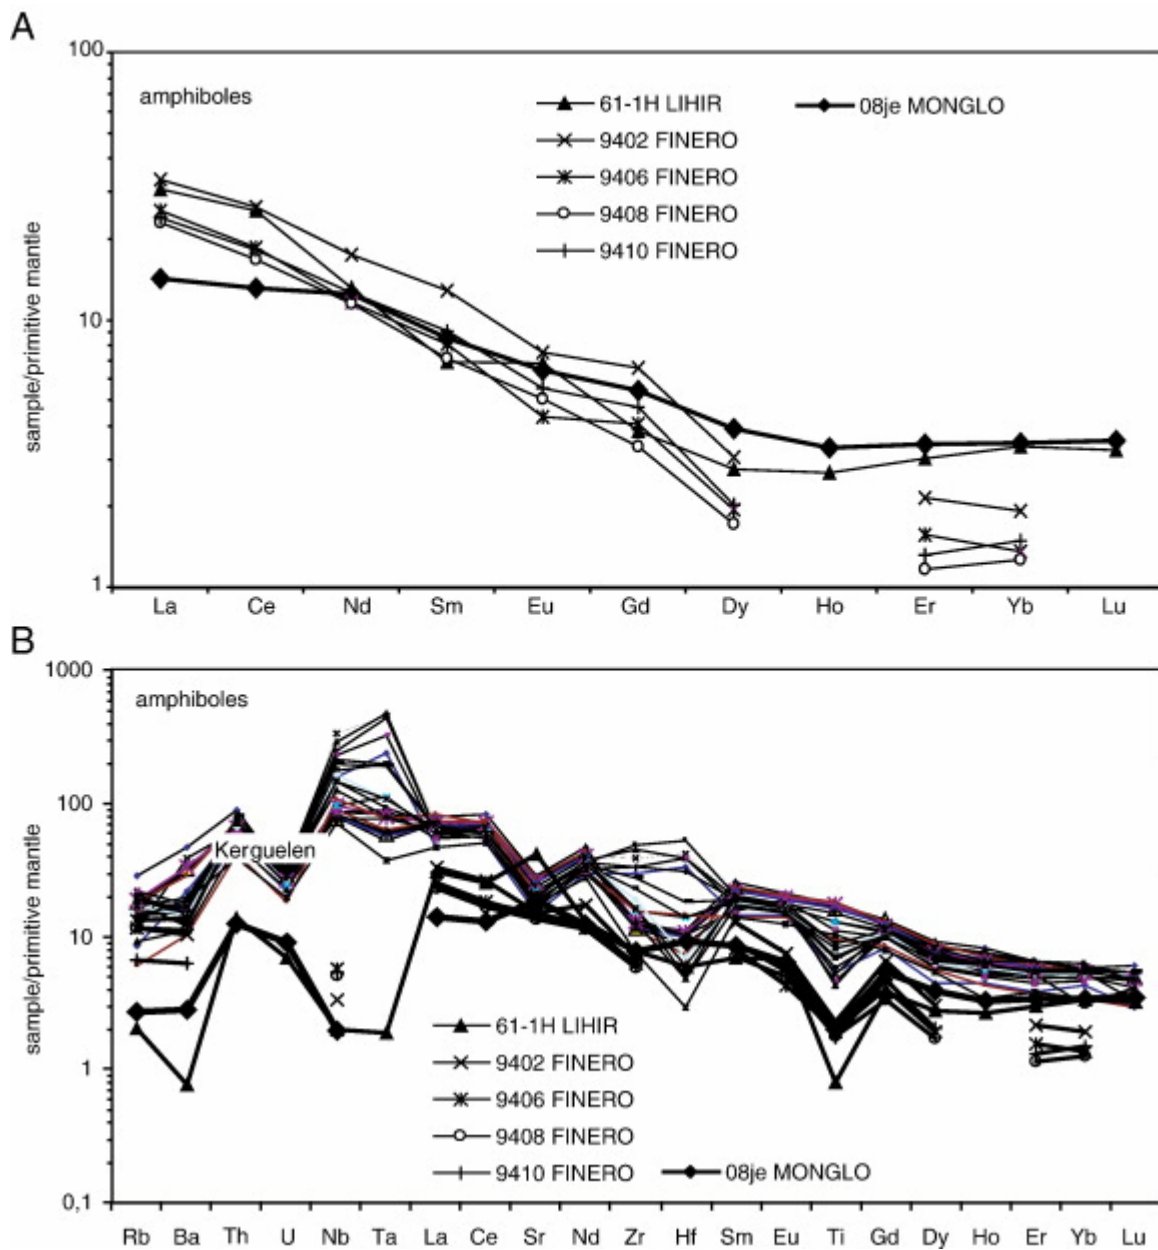 A
100
amphiboles
61-1H LIHIR
08je MONGLO
9402 FINERO
9406 FINERO
9408 FINERO
9410 FINERO
sample/primitive mantle
10
1
La Ce Nd Sm Eu Gd Dy Ho Er Yb Lu
B
1000
amphiboles
100
Kerguelen
sample/primitive mantle
10
1
61-1H LIHIR
9402 FINERO
9406 FINERO
9408 FINERO
9410 FINERO
08je MONGLO
0,1
Rb Ba Th U Nb Ta La Ce Sr Nd Zr Hf Sm Eu Ti Gd Dy Ho Er Yb Lu